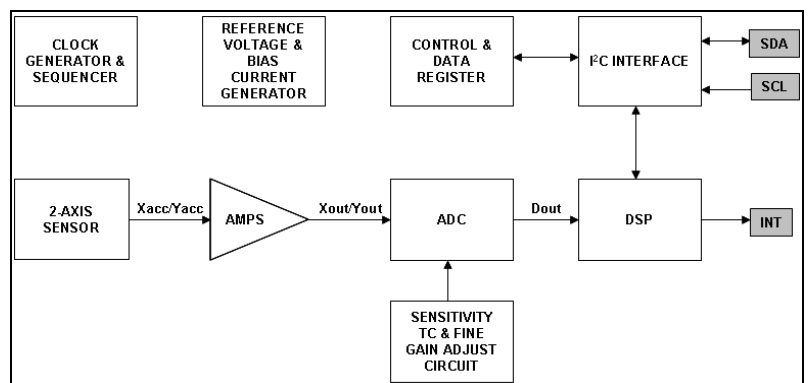 CLOCK
GENERATOR &
SEQUENCER
REFERENCE
VOLTAGE &
BIAS
CURRENT
GENERATOR
CONTROL &
DATA
REGISTER
I²C INTERFACE
SDA
SCL
2-AXIS
SENSOR
Xacc/Yacc
AMPS
Xout/Yout
ADC
Dout
DSP
INT
SENSITIVITY
TC & FINE
GAIN ADJUST
CIRCUIT